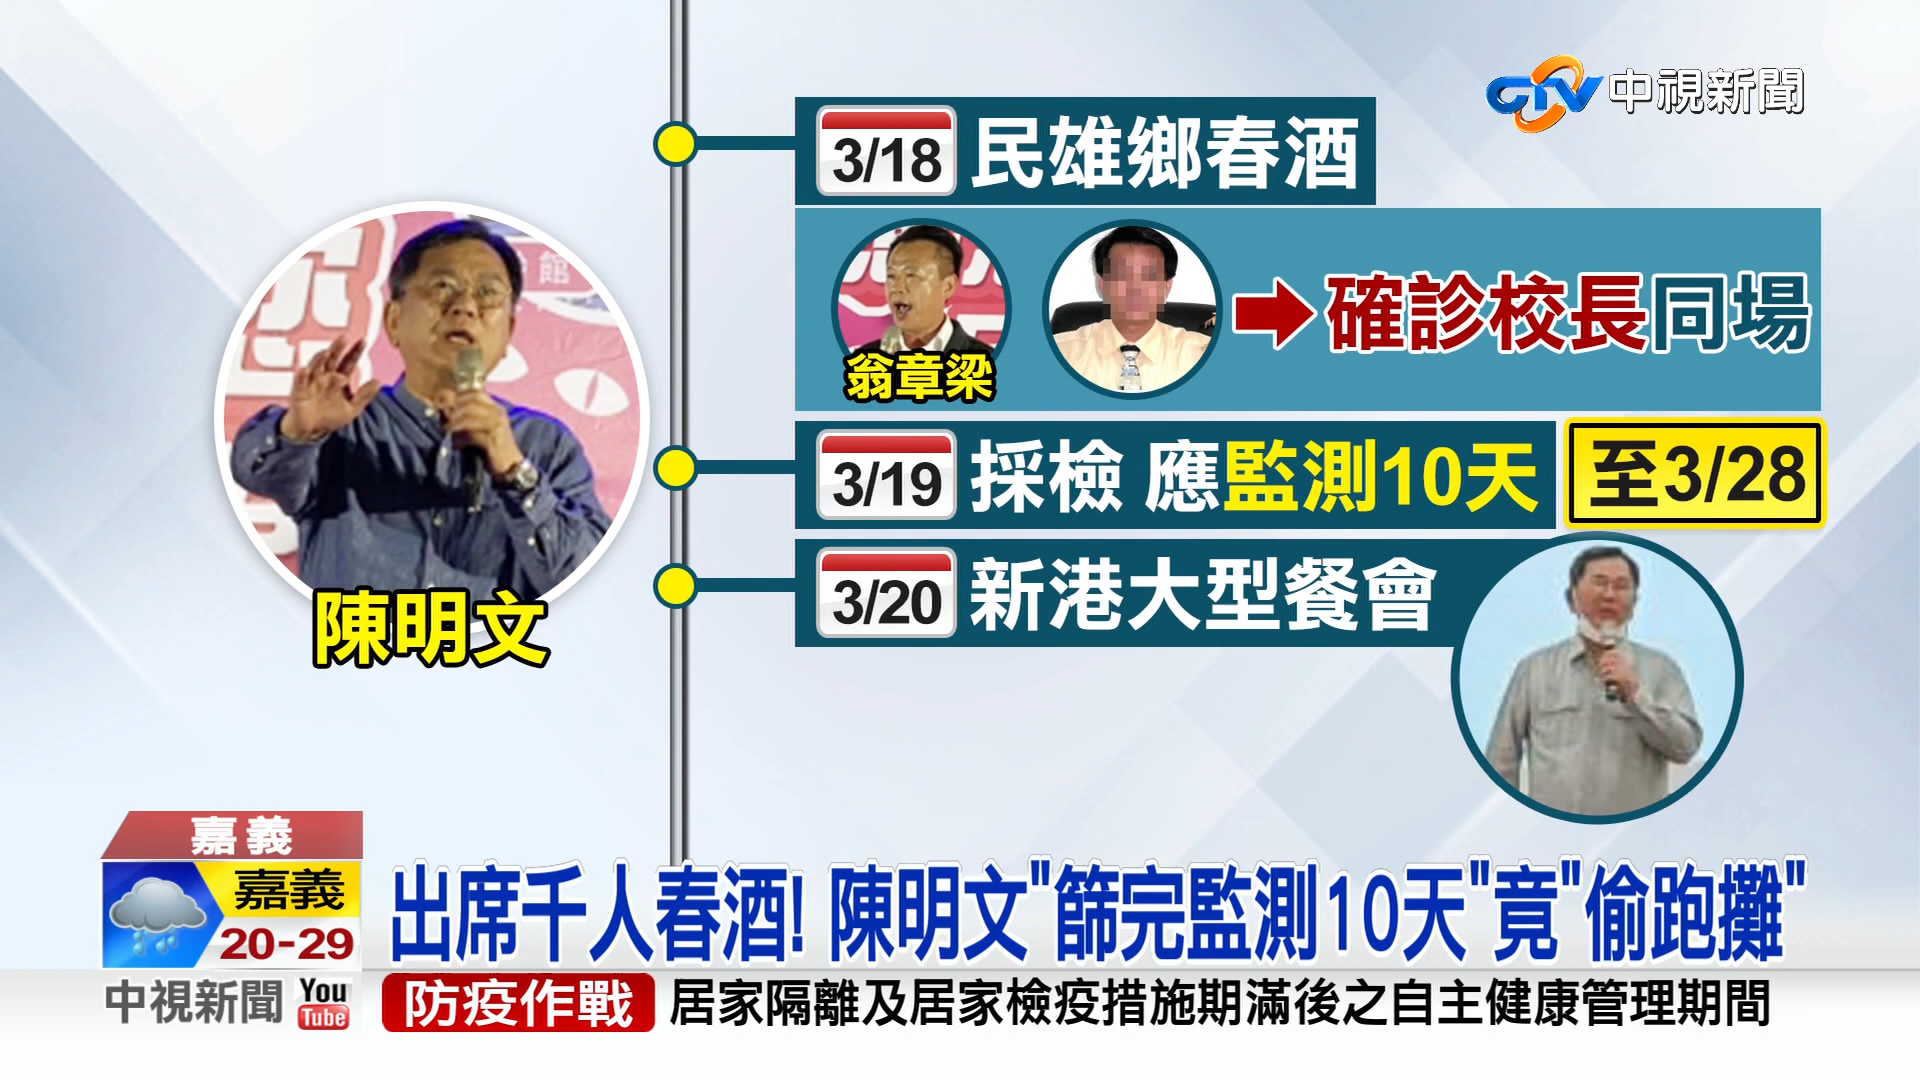 CTV 中視新聞
3/18 民雄鄉春酒
館
翁章梁
確診校長同場
3/19 採檢 應監測10天 至3/28
3/20 新港大型餐會
陳明文
嘉義
嘉義
20-29
出席千人春酒! 陳明文"篩完監測10天"竟"偷跑攤"
中視新聞 You Tube
防疫作戰 居家隔離及居家檢疫措施期滿後之自主健康管理期間